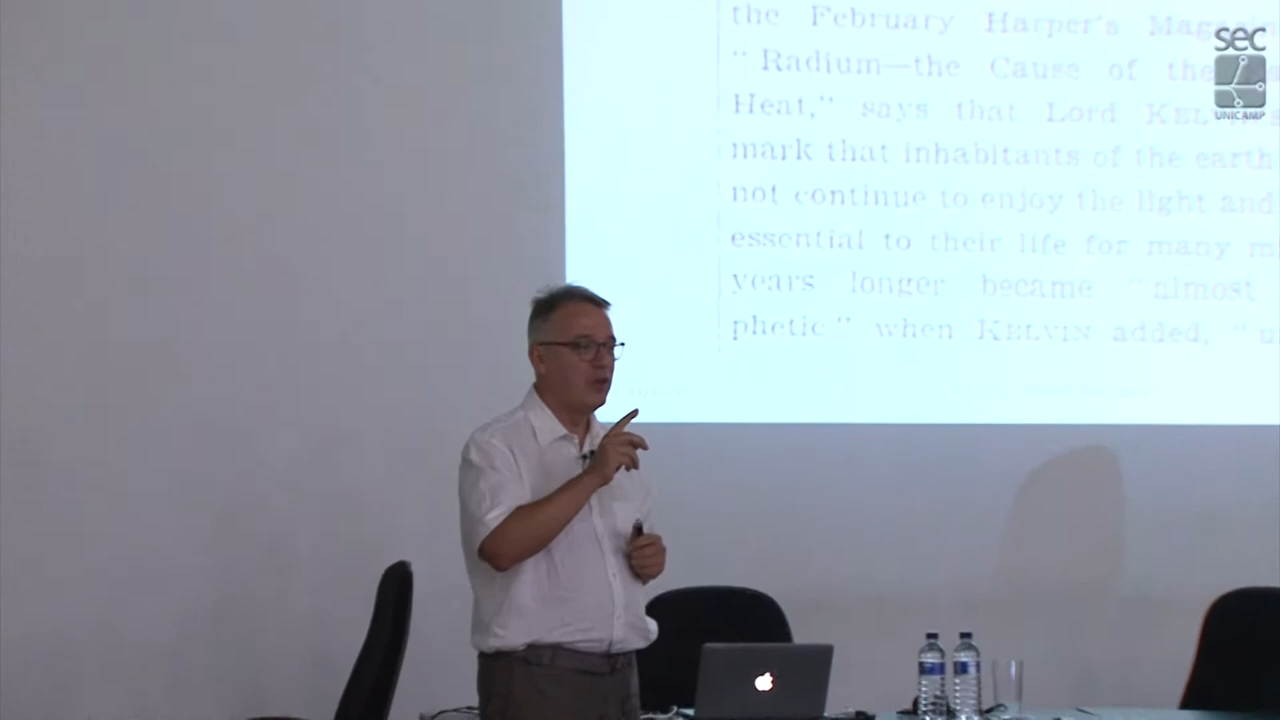 the February Harper's
"Radium—the Cause of the
Heat," says that Lord
mark that inhabitants of the earth
not continue to enjoy the light and
essential to their life for many
years longer became "almost
phetic" when KELVIN added,
sec
UNICAMP